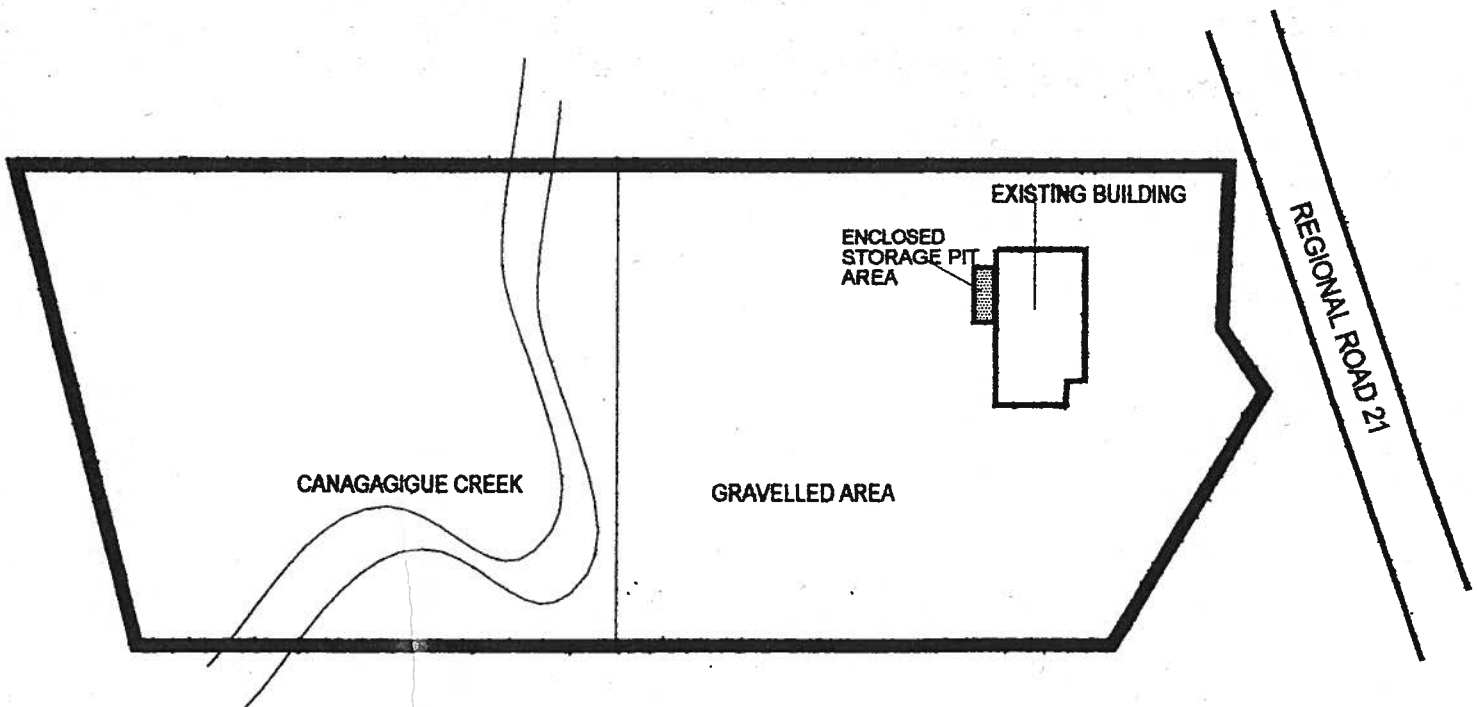 EXISTING BUILDING
ENCLOSED
STORAGE PIT
AREA
REGIONAL ROAD 21
CANAGAGIGUE CREEK
GRAVELLED AREA